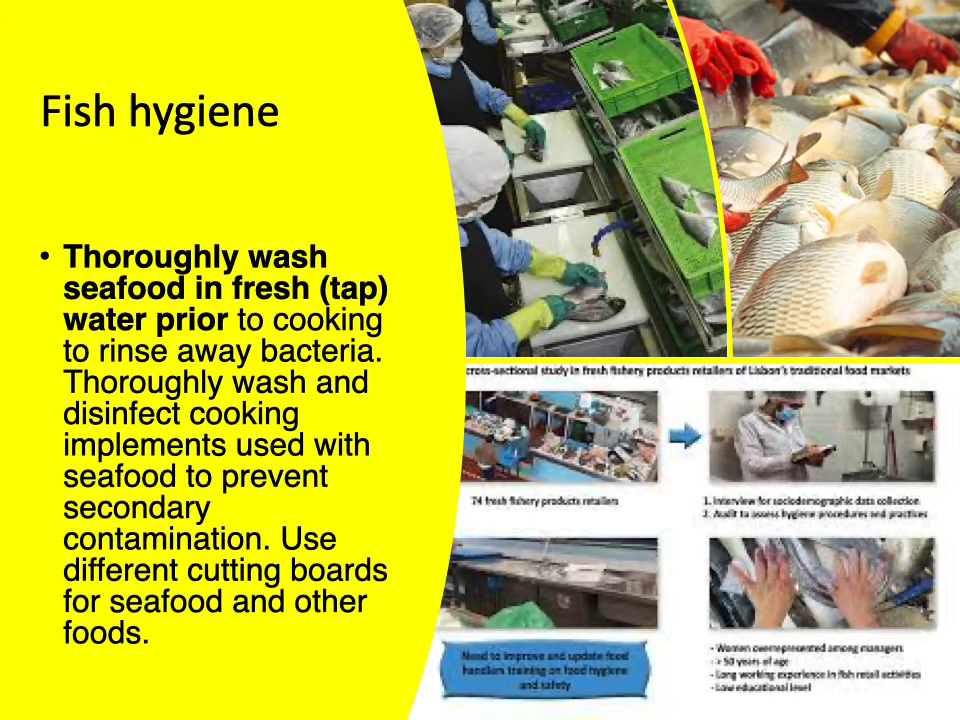 Fish hygiene
• Thoroughly wash
seafood in fresh (tap)
water prior to cooking
to rinse away bacteria.
Thoroughly wash and
disinfect cooking
implements used with
seafood to prevent
secondary
contamination. Use
different cutting boards
for seafood and other
foods.
cross-sectional study in fresh fishery products retailers of Lisbon's traditional food markets
74 fresh fishery products retailers
1. Interview for sociodemographic data collection
2. Audit to assess hygiene procedures and practices
Need to improve and update food
handlers training on food hygiene
and safety
- Women overrepresented among managers
- > 50 years of age
- Long working experience in fish retail activities
- Low educational level